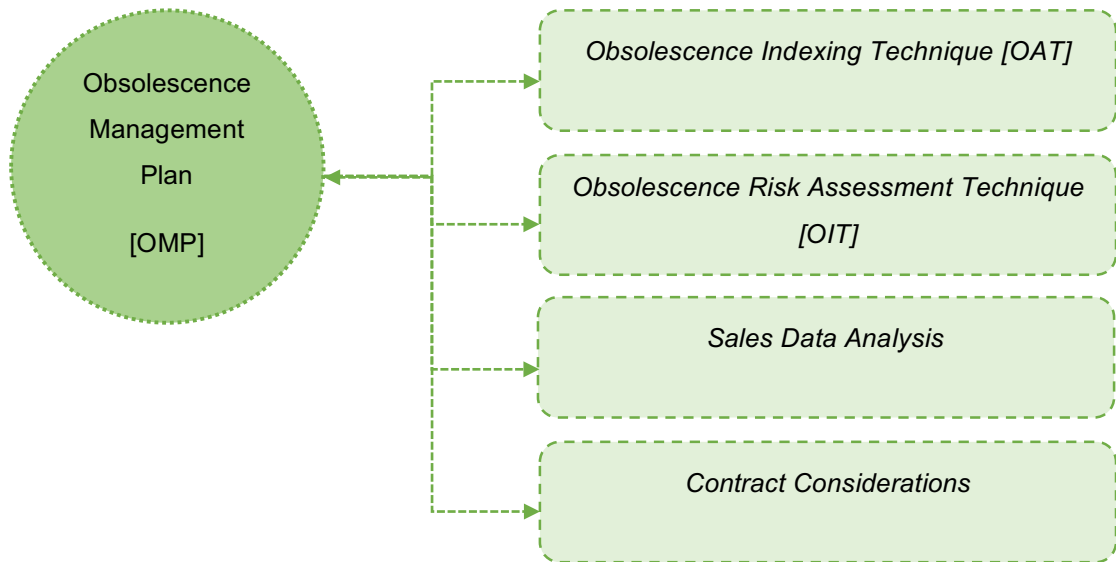 Obsolescence
Management
Plan
[OMP]
Obsolescence Indexing Technique [OAT]
Obsolescence Risk Assessment Technique
[OIT]
Sales Data Analysis
Contract Considerations